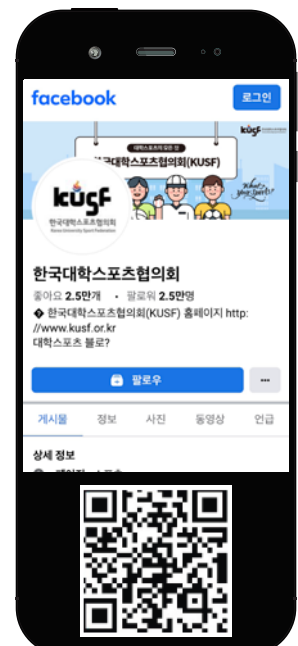 facebook
로그인
kusf
대학스포츠의 모든 것
한국대학스포츠협의회(KUSF)
What's your sports?
kusf
한국대학스포츠협의회
Korea University Sport Federation
한국대학스포츠협의회
좋아요 2.5만개 • 팔로워 2.5만명
� 한국대학스포츠협의회(KUSF) 홈페이지 http:
//www.kusf.or.kr
대학스포츠 블로?
팔로우
···
게시물 정보 사진 동영상 언급
상세 정보